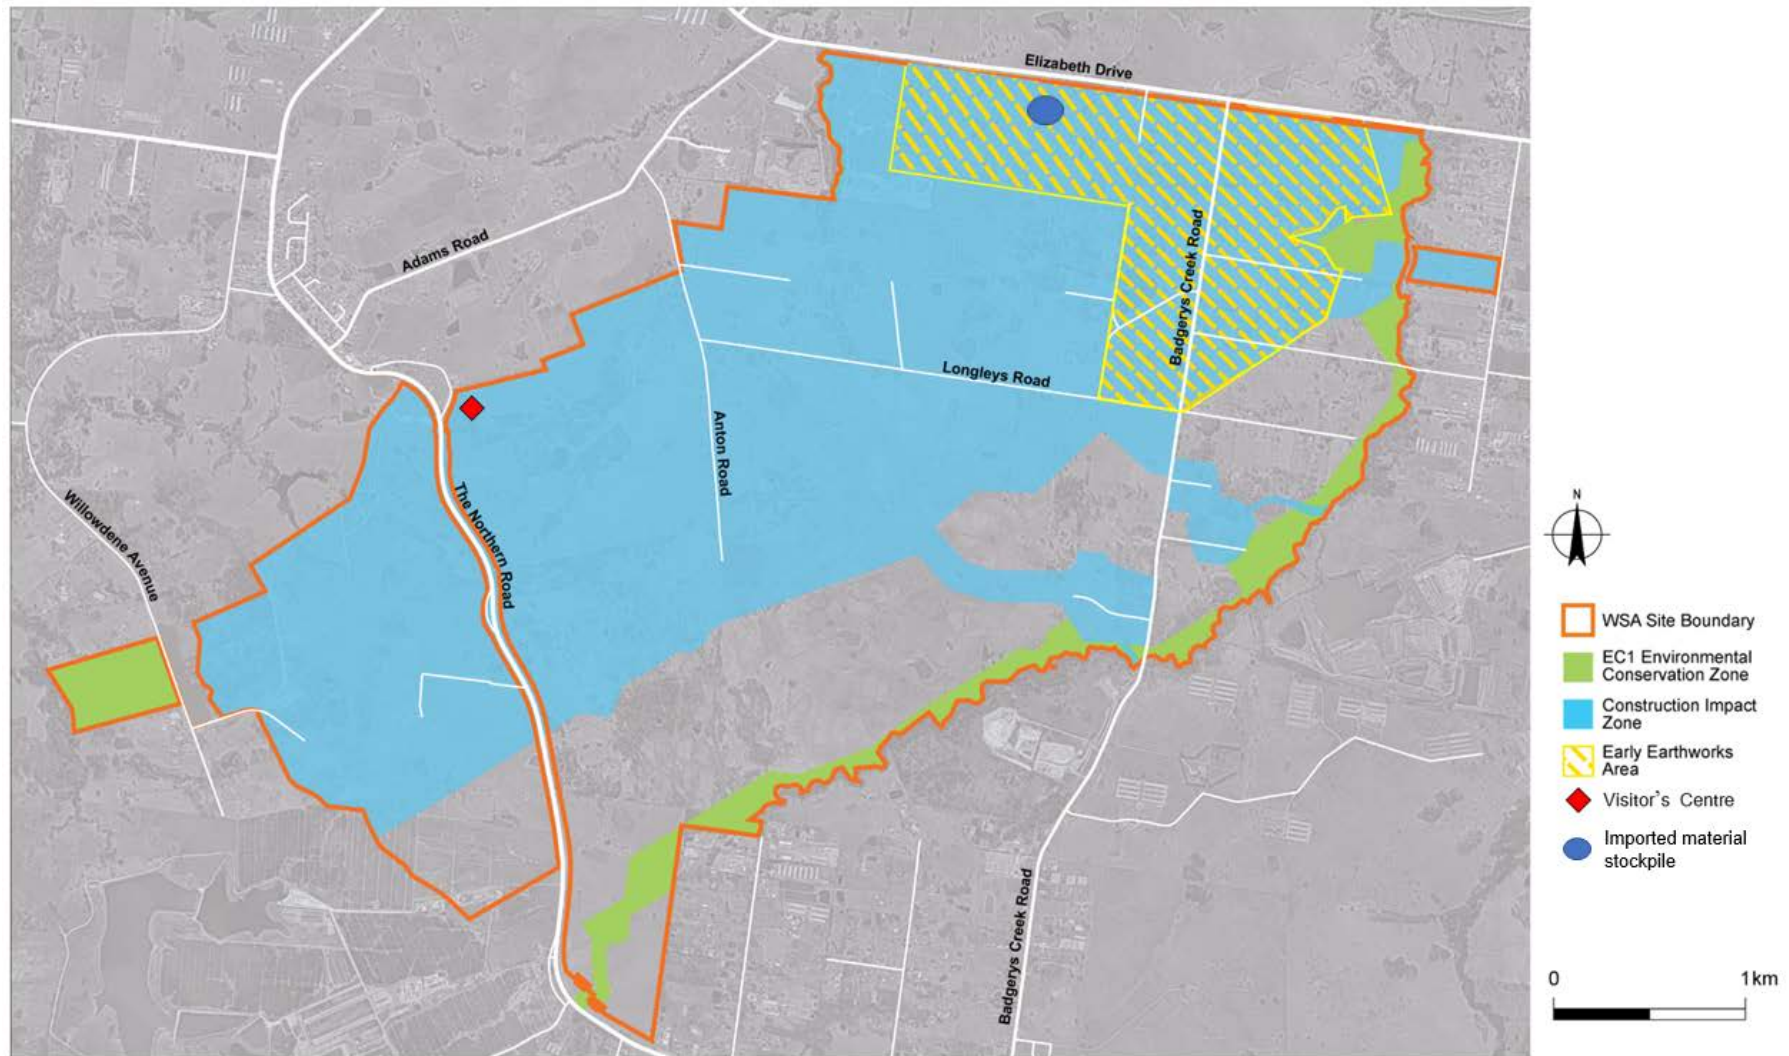 Elizabeth Drive
Adams Road
Badgerys Creek Road
Longleys Road
Anton Road
The Northern Road
Willowdene Avenue
Badgerys Creek Road
N
WSA Site Boundary
EC1 Environmental
Conservation Zone
Construction Impact
Zone
Early Earthworks
Area
Visitor's Centre
Imported material
stockpile
0 1km